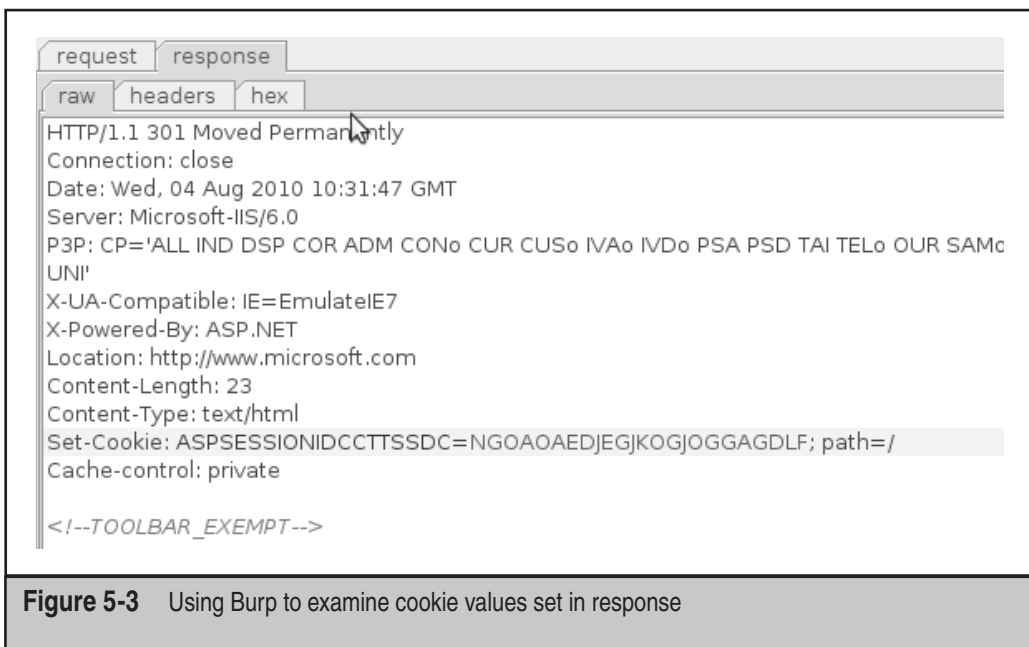 request response
raw headers hex
HTTP/1.1 301 Moved Permanently
Connection: close
Date: Wed, 04 Aug 2010 10:31:47 GMT
Server: Microsoft-IIS/6.0
P3P: CP='ALL IND DSP COR ADM CONo CUR CUSo IVAo IVDo PSA PSD TAI TELo OUR SAMo
UNI'
X-UA-Compatible: IE=EmulateIE7
X-Powered-By: ASP.NET
Location: http://www.microsoft.com
Content-Length: 23
Content-Type: text/html
Set-Cookie: ASPSESSIONIDCCTTSSDC=NGOAOAEDJEGJKOGJOGGAGDLF; path=/
Cache-control: private
<!--TOOLBAR_EXEMPT-->
Figure 5-3 Using Burp to examine cookie values set in response